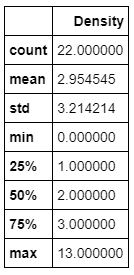 Density
count 22.000000
mean 2.954545
std 3.214214
min 0.000000
25% 1.000000
50% 2.000000
75% 3.000000
max 13.000000